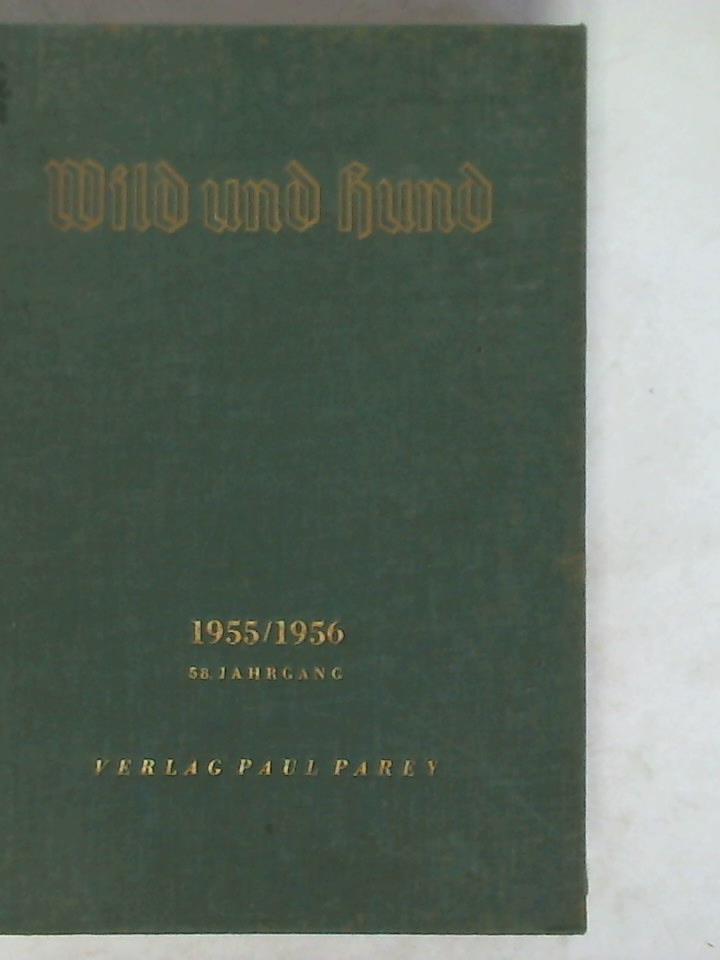 Wild und Hund
1955/1956
58. JAHRGANG
VERLAG PAUL PAREY